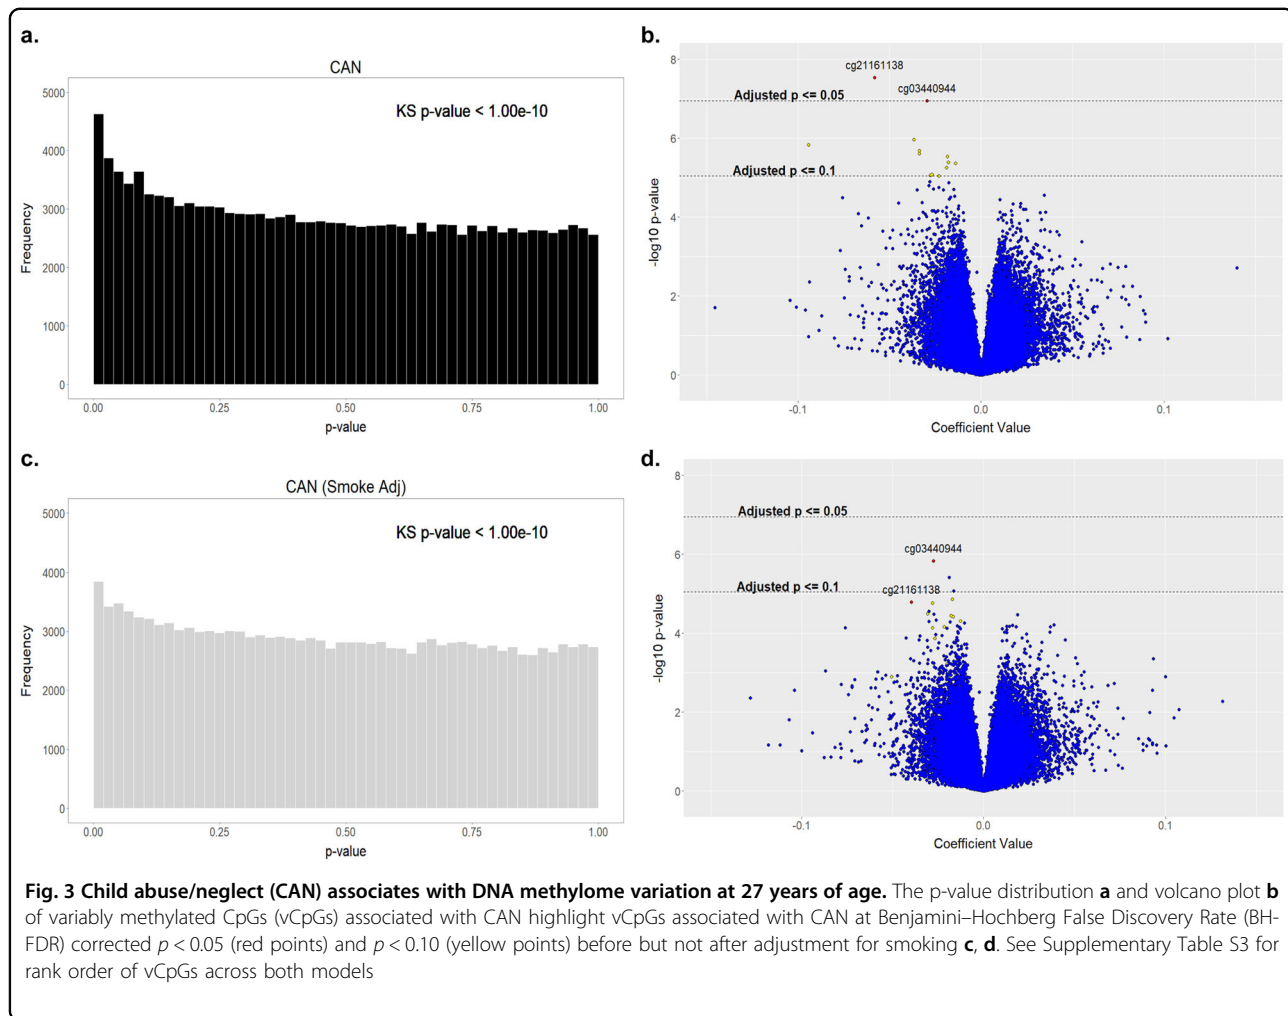 a.
CAN
KS p-value < 1.00e-10
5000
4000
3000
2000
1000
0
Frequency
0.00
0.25
0.50
0.75
1.00
p-value
b.
8
6
4
2
0
-log10 p-value
cg21161138
cg03440944
Adjusted p <= 0.05
Adjusted p <= 0.1
-0.1
0.0
0.1
Coefficient Value
c.
CAN (Smoke Adj)
KS p-value < 1.00e-10
5000
4000
3000
2000
1000
0
Frequency
0.00
0.25
0.50
0.75
1.00
p-value
d.
8
6
4
2
0
-log10 p-value
Adjusted p <= 0.05
cg03440944
Adjusted p <= 0.1
cg21161138
-0.1
0.0
0.1
Coefficient Value
Fig. 3 Child abuse/neglect (CAN) associates with DNA methylome variation at 27 years of age. The p-value distribution a and volcano plot b
of variably methylated CpGs (vCpGs) associated with CAN highlight vCpGs associated with CAN at Benjamini–Hochberg False Discovery Rate (BH-
FDR) corrected p < 0.05 (red points) and p < 0.10 (yellow points) before but not after adjustment for smoking c, d. See Supplementary Table S3 for
rank order of vCpGs across both models